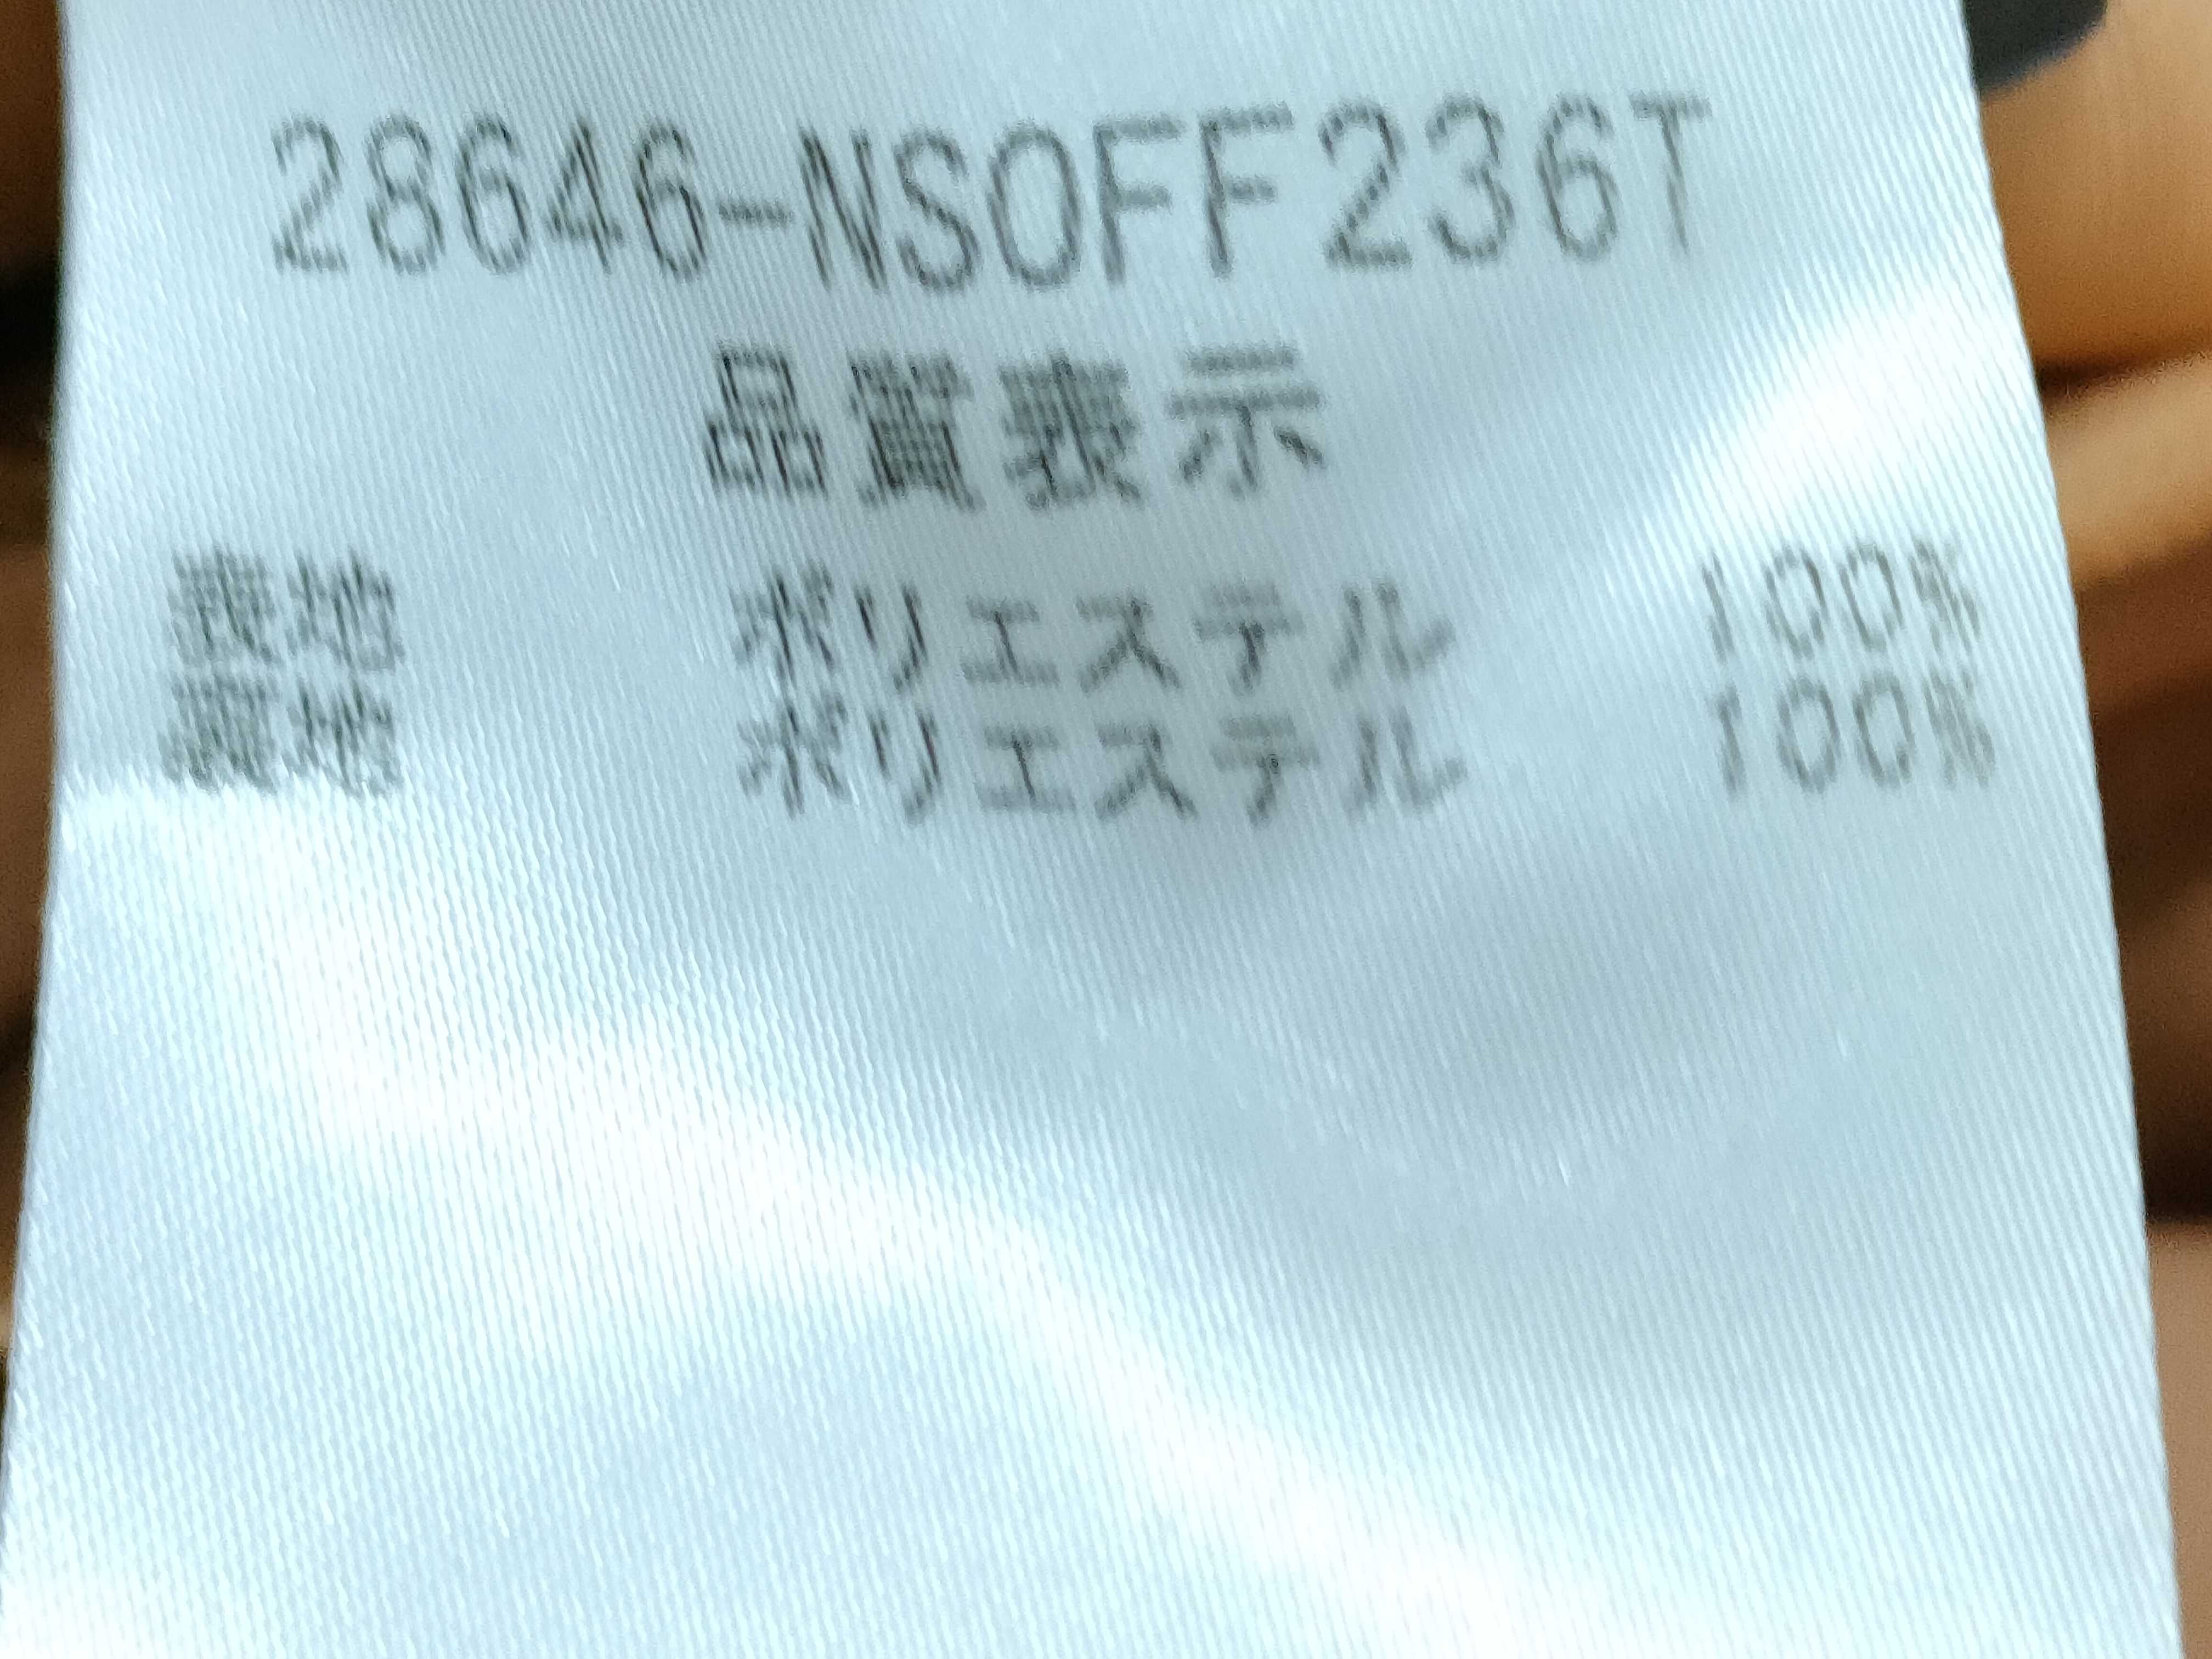 28646-NSOFF236T
品質表示
表地 ポリエステル 100%
裏地 ポリエステル 100%